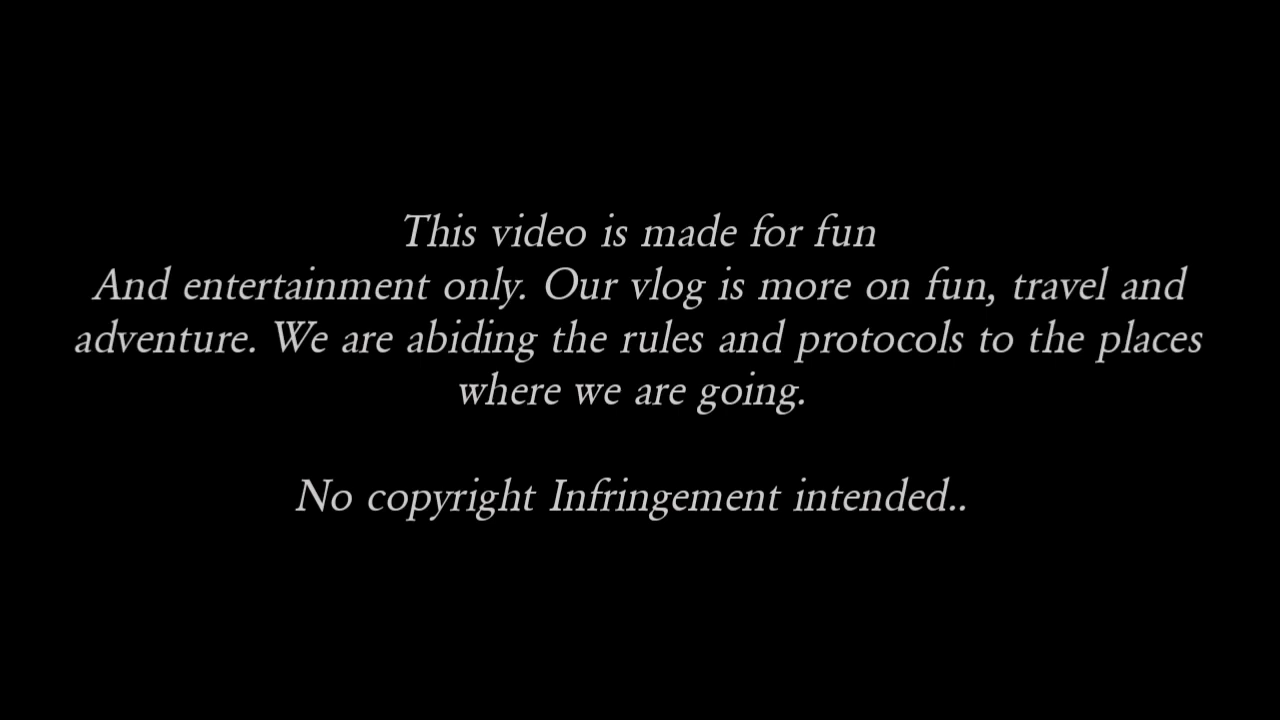 This video is made for fun
And entertainment only. Our vlog is more on fun, travel and
adventure. We are abiding the rules and protocols to the places
where we are going.
No copyright Infringement intended..